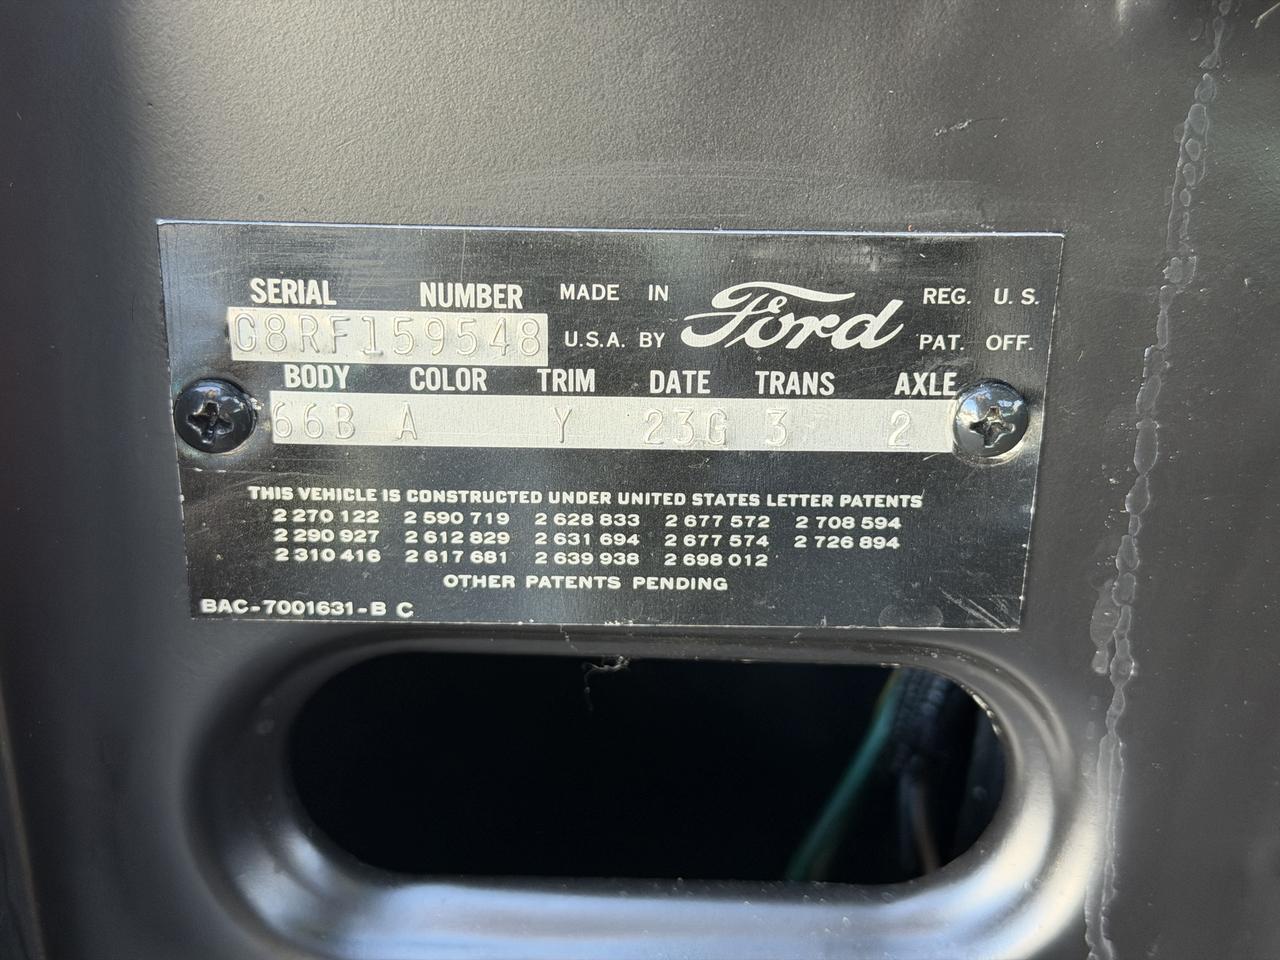 SERIAL NUMBER MADE IN Ford REG. U.S.
G8RF159548 U.S.A. BY PAT. OFF.
BODY COLOR TRIM DATE TRANS AXLE
66B A Y 23G 3 2
THIS VEHICLE IS CONSTRUCTED UNDER UNITED STATES LETTER PATENTS
2 270 122 2 590 719 2 628 833 2 677 572 2 708 594
2 290 927 2 612 829 2 631 694 2 677 574 2 726 894
2 310 416 2 617 681 2 639 938 2 698 012
OTHER PATENTS PENDING
BAC-7001631-B C